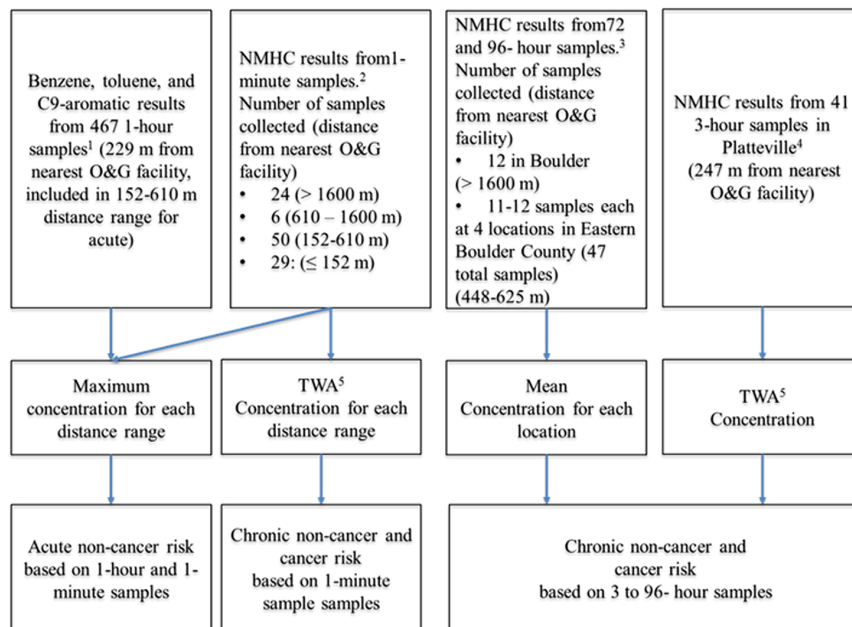 Benzene, toluene, and
C9-aromatic results
from 467 1-hour
samples¹ (229 m from
nearest O&G facility,
included in 152-610 m
distance range for
acute)
NMHC results from1-
minute samples.²
Number of samples
collected (distance
from nearest O&G
facility)
• 24 (> 1600 m)
• 6 (610 – 1600 m)
• 50 (152-610 m)
• 29: (≤ 152 m)
NMHC results from72
and 96- hour samples.³
Number of samples
collected (distance
from nearest O&G
facility)
• 12 in Boulder
(> 1600 m)
• 11-12 samples each
at 4 locations in Eastern
Boulder County (47
total samples)
(448-625 m)
NMHC results from 41
3-hour samples in
Platteville⁴
(247 m from nearest
O&G facility)
Maximum
concentration for each
distance range
TWA⁵
Concentration for each
distance range
Mean
Concentration for each
location
TWA⁵
Concentration
Acute non-cancer risk
based on 1-hour and 1-
minute samples
Chronic non-cancer and
cancer risk
based on 1-minute
sample samples
Chronic non-cancer and
cancer risk
based on 3 to 96- hour samples